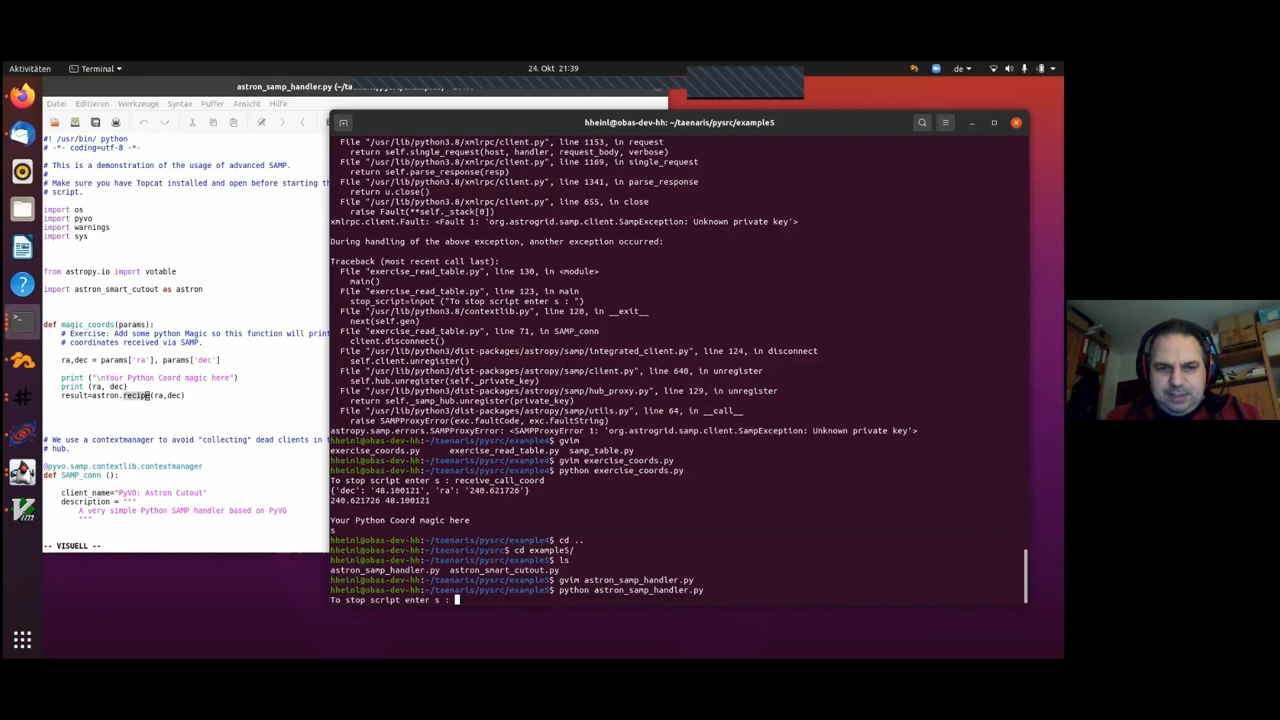 Aktivitäten
Terminal
24. Okt 21:39
de
astron_samp_handler.py (~/ta
Datei Editieren Werkzeuge Syntax Puffer Ansicht Hilfe
#! /usr/bin/ python
# -*- coding=utf-8 -*-
# This is a demonstration of the usage of advanced SAMP.
#
# Make sure you have Topcat installed and open before starting th
# script.
import os
import pyvo
import warnings
import sys
from astropy.io import votable
import astron_smart_cutout as astron
def magic_coords(params):
# Exercise: Add some python Magic so this function will prin
# coordinates received via SAMP.
ra,dec = params['ra'], params['dec']
print ("\nYour Python Coord magic here")
print (ra, dec)
result=astron.recipe(ra,dec)
# We use a contextmanager to avoid "collecting" dead clients in t
# hub.
@pyvo.samp.contextlib.contextmanager
def SAMP_conn ():
client_name="PyVO: Astron Cutout"
description = """
A very simple Python SAMP handler based on PyVO
"""
-- VISUELL --
hheinl@obas-dev-hh: ~/taenaris/pysrc/example5
File "/usr/lib/python3.8/xmlrpc/client.py", line 1153, in request
return self.single_request(host, handler, request_body, verbose)
File "/usr/lib/python3.8/xmlrpc/client.py", line 1169, in single_request
return self.parse_response(resp)
File "/usr/lib/python3.8/xmlrpc/client.py", line 1341, in parse_response
return u.close()
File "/usr/lib/python3.8/xmlrpc/client.py", line 655, in close
raise Fault(**self._stack[0])
xmlrpc.client.Fault: <Fault 1: 'org.astrogrid.samp.client.SampException: Unknown private key'>
During handling of the above exception, another exception occurred:
Traceback (most recent call last):
File "exercise_read_table.py", line 130, in <module>
main()
File "exercise_read_table.py", line 123, in main
stop_script=input ("To stop script enter s : ")
File "/usr/lib/python3.8/contextlib.py", line 120, in __exit__
next(self.gen)
File "exercise_read_table.py", line 71, in SAMP_conn
client.disconnect()
File "/usr/lib/python3/dist-packages/astropy/samp/integrated_client.py", line 124, in disconnect
self.client.unregister()
File "/usr/lib/python3/dist-packages/astropy/samp/client.py", line 640, in unregister
self.hub.unregister(self._private_key)
File "/usr/lib/python3/dist-packages/astropy/samp/hub_proxy.py", line 129, in unregister
return self._samp_hub.unregister(private_key)
File "/usr/lib/python3/dist-packages/astropy/samp/utils.py", line 64, in __call__
raise SAMPProxyError(exc.faultCode, exc.faultString)
astropy.samp.errors.SAMPProxyError: <SAMPProxyError 1: 'org.astrogrid.samp.client.SampException: Unknown private key'>
hheinl@obas-dev-hh:~/taenaris/pysrc/example4$ gvim
exercise_coords.py exercise_read_table.py samp_table.py
hheinl@obas-dev-hh:~/taenaris/pysrc/example4$ gvim exercise_coords.py
hheinl@obas-dev-hh:~/taenaris/pysrc/example4$ python exercise_coords.py
To stop script enter s : receive_call_coord
{'dec': '48.100121', 'ra': '240.621726'}
240.621726 48.100121
Your Python Coord magic here
s
hheinl@obas-dev-hh:~/taenaris/pysrc/example4$ cd ..
hheinl@obas-dev-hh:~/taenaris/pysrc$ cd example5/
hheinl@obas-dev-hh:~/taenaris/pysrc/example5$ ls
astron_samp_handler.py astron_smart_cutout.py
hheinl@obas-dev-hh:~/taenaris/pysrc/example5$ gvim astron_samp_handler.py
hheinl@obas-dev-hh:~/taenaris/pysrc/example5$ python astron_samp_handler.py
To stop script enter s :